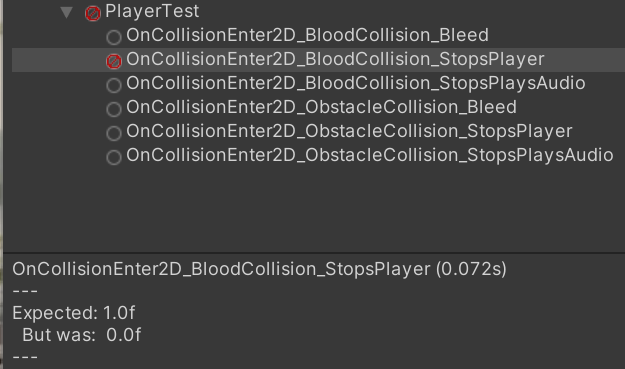 PlayerTest
OnCollisionEnter2D_BloodCollision_Bleed
OnCollisionEnter2D_BloodCollision_StopsPlayer
OnCollisionEnter2D_BloodCollision_StopsPlaysAudio
OnCollisionEnter2D_ObstacleCollision_Bleed
OnCollisionEnter2D_ObstacleCollision_StopsPlayer
OnCollisionEnter2D_ObstacleCollision_StopsPlaysAudio
OnCollisionEnter2D_BloodCollision_StopsPlayer (0.072s)
---
Expected: 1.0f
But was: 0.0f
---